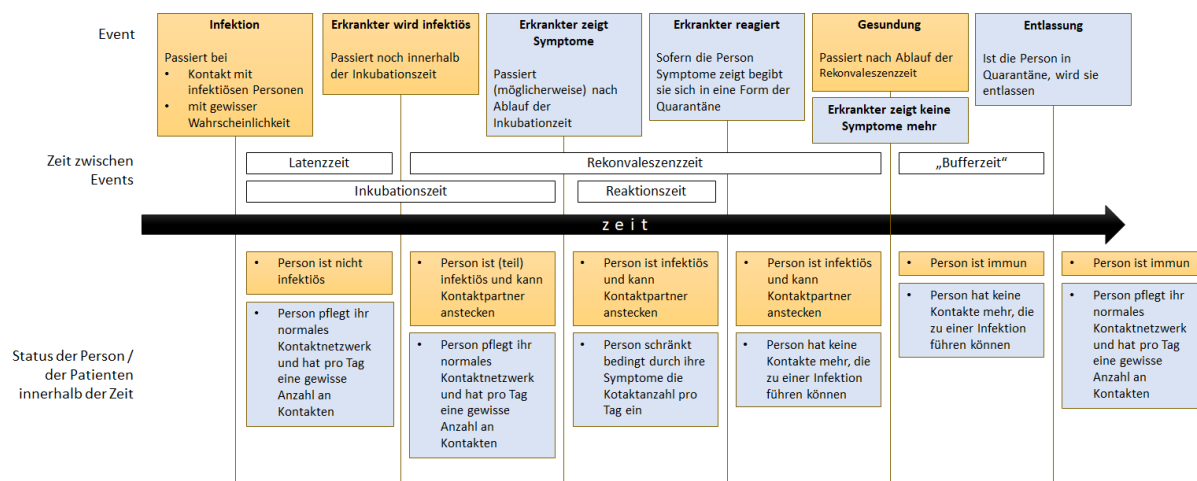 Event
Infektion
Passiert bei
• Kontakt mit
infektiösen Personen
• mit gewisser
Wahrscheinlichkeit
Erkrankter wird infektiös
Passiert noch innerhalb
der Inkubationszeit
Erkrankter zeigt
Symptome
Passiert
(möglicherweise) nach
Ablauf der
Inkubationzeit
Erkrankter reagiert
Sofern die Person
Symptome zeigt begibt
sie sich in eine Form der
Quarantäne
Gesundung
Passiert nach Ablauf der
Rekonvaleszenzzeit
Erkrankter zeigt keine
Symptome mehr
Entlassung
Ist die Person in
Quarantäne, wird sie
entlassen
Zeit zwischen
Events
Latenzzeit
Rekonvaleszenzzeit
„Bufferzeit“
Inkubationszeit
Reaktionszeit
zeit
Status der Person /
der Patienten
innerhalb der Zeit
• Person ist nicht
infektiös
• Person pflegt ihr
normales
Kontaktnetzwerk
und hat pro Tag
eine gewisse
Anzahl an
Kontakten
• Person ist (teil)
infektiös und kann
Kontaktpartner
anstecken
• Person pflegt ihr
normales
Kontaktnetzwerk
und hat pro Tag
eine gewisse
Anzahl an
Kontakten
• Person ist infektiös
und kann
Kontaktpartner
anstecken
• Person schränkt
bedingt durch ihre
Symptome die
Kotaktanzahl pro
Tag ein
• Person ist infektiös
und kann
Kontaktpartner
anstecken
• Person hat keine
Kontakte mehr, die
zu einer Infektion
führen können
• Person ist immun
• Person hat keine
Kontakte mehr, die
zu einer Infektion
führen können
• Person ist immun
• Person pflegt ihr
normales
Kontaktnetzwerk
und hat pro Tag
eine gewisse
Anzahl an
Kontakten